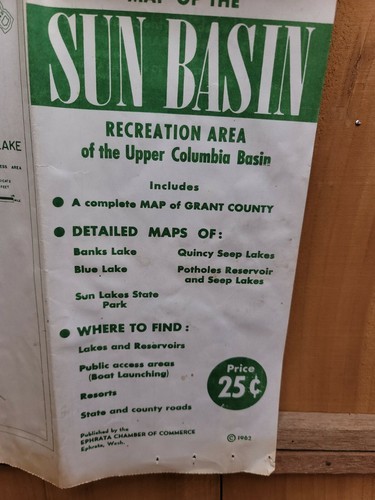 MAP OF THE
SUN BASIN
RECREATION AREA
of the Upper Columbia Basin
Includes
● A complete MAP of GRANT COUNTY
● DETAILED MAPS OF:
Banks Lake
Blue Lake
Sun Lakes State
Park
Quincy Seep Lakes
Potholes Reservoir
and Seep Lakes
● WHERE TO FIND:
Lakes and Reservoirs
Public access areas
(Boat Launching)
Resorts
State and county roads
Price
25¢
Published by the
EPHRATA CHAMBER OF COMMERCE
Ephrata, Wash.
© 1962
LAKE